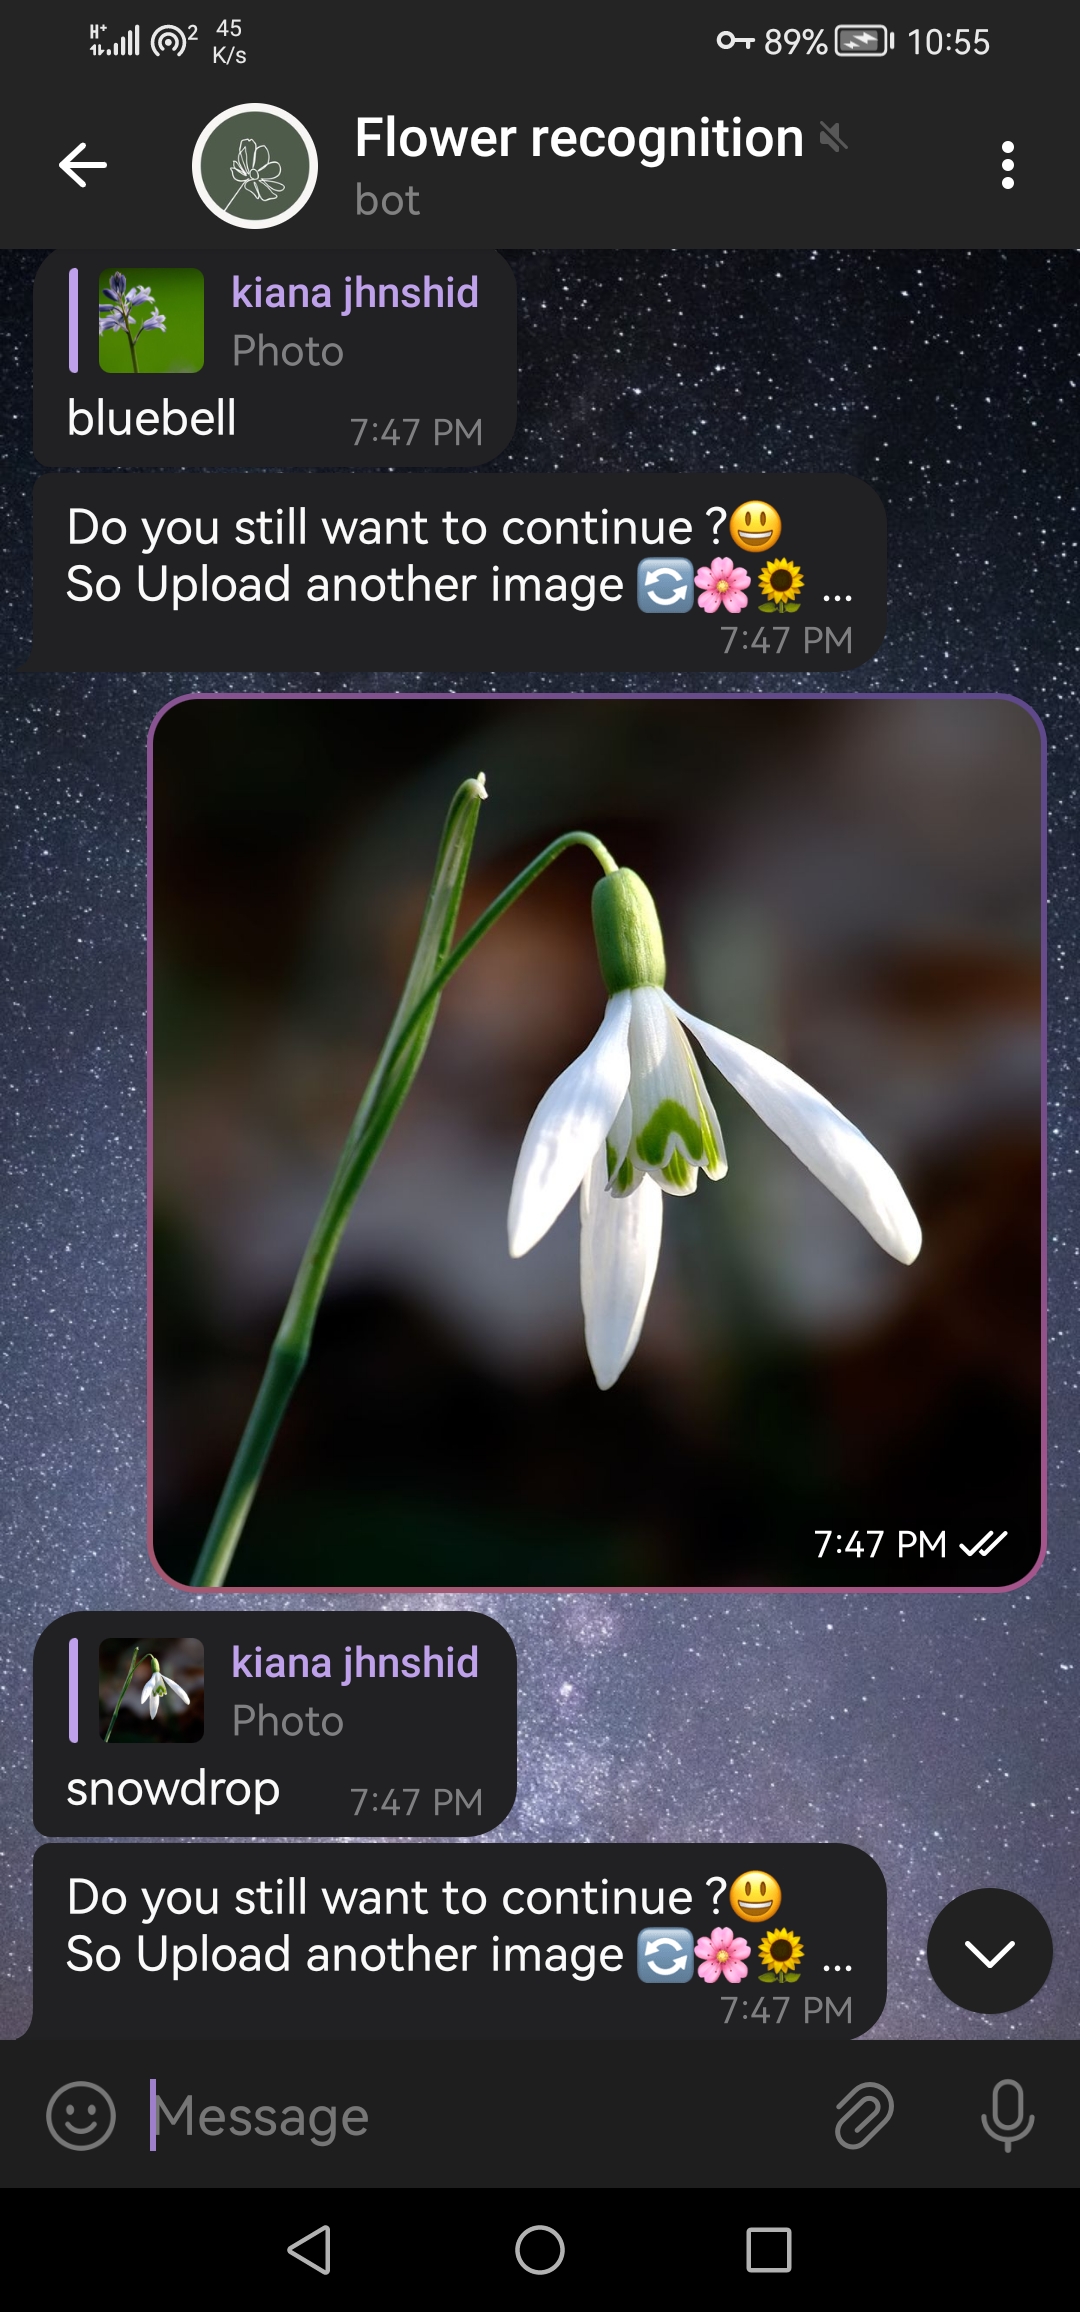 H+ 2 45 K/s 89% 10:55
Flower recognition
bot
kiana jhnshid
Photo
bluebell 7:47 PM
Do you still want to continue ?😃
So Upload another image 🔄🌸🌻 ...
7:47 PM
7:47 PM
kiana jhnshid
Photo
snowdrop 7:47 PM
Do you still want to continue ?😃
So Upload another image 🔄🌸🌻 ...
7:47 PM
Message